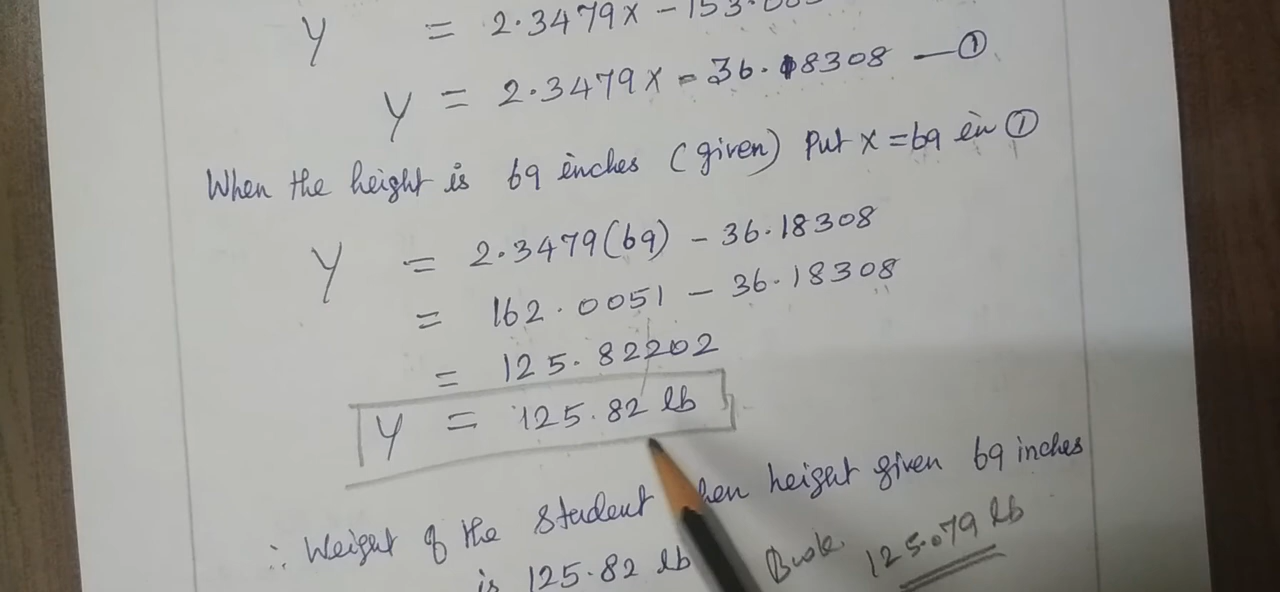 Y = 2.3479x - 153.
Y = 2.3479x - 36.18308 — ①
When the height is 69 inches (given) Put x = 69 in ①
Y = 2.3479(69) - 36.18308
= 162.0051 - 36.18308
= 125.82202
Y = 125.82 lb
∴ Weight of the student when height given 69 inches
is 125.82 lb Book. 125.079 lb